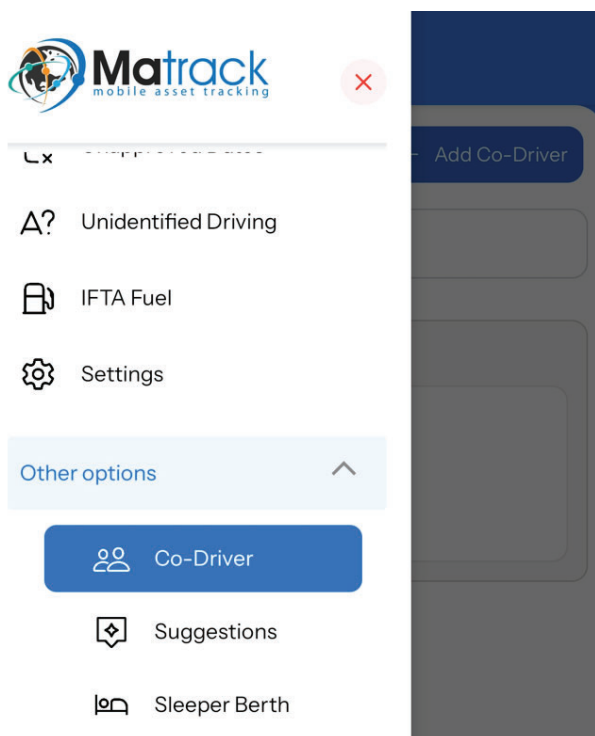 Matrack
mobile asset tracking
Add Co-Driver
A? Unidentified Driving
IFTA Fuel
Settings
Other options
Co-Driver
Suggestions
Sleeper Berth